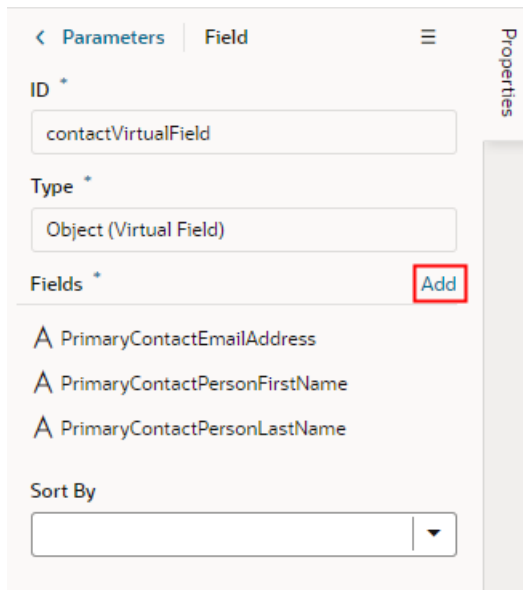 Parameters Field
Properties
ID *
contactVirtualField
Type *
Object (Virtual Field)
Fields * Add
A PrimaryContactEmailAddress
A PrimaryContactPersonFirstName
A PrimaryContactPersonLastName
Sort By